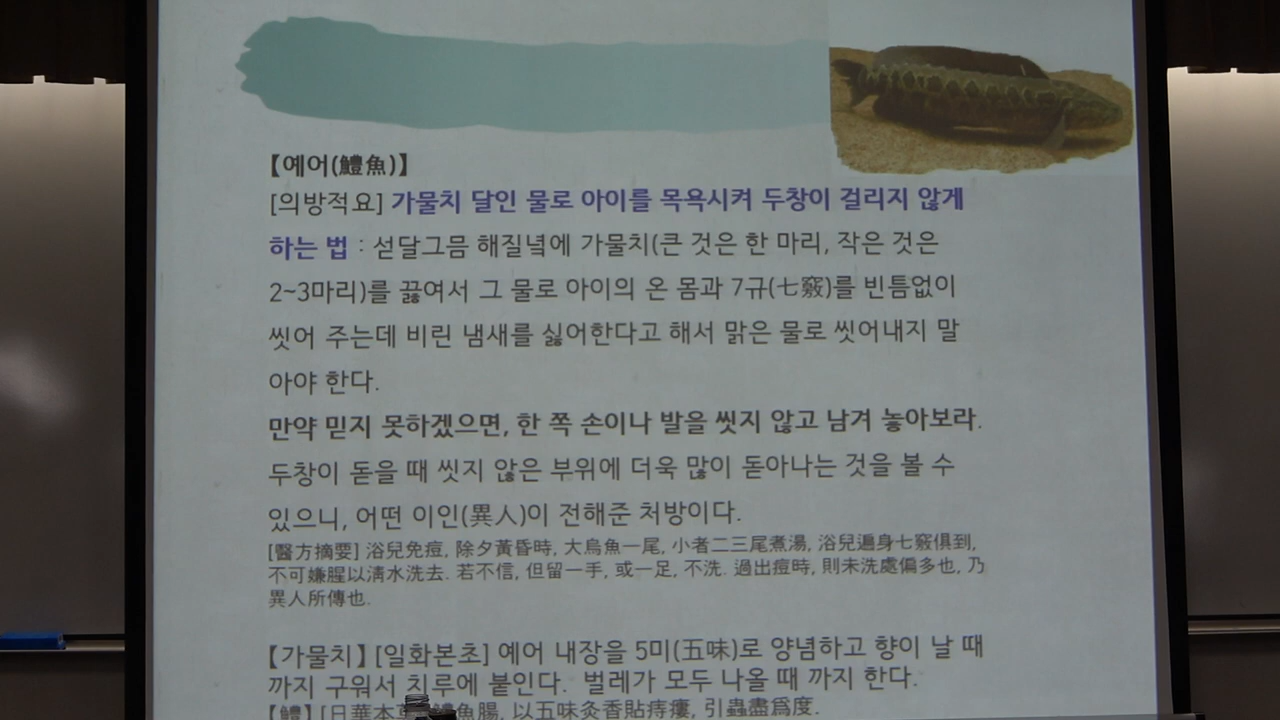 【예어(鱧魚)】
[의방적요] 가물치 달인 물로 아이를 목욕시켜 두창이 걸리지 않게
하는 법 : 섣달그믐 해질녘에 가물치(큰 것은 한 마리, 작은 것은
2~3마리)를 끓여서 그 물로 아이의 온 몸과 7규(七竅)를 빈틈없이
씻어 주는데 비린 냄새를 싫어한다고 해서 맑은 물로 씻어내지 말
아야 한다.
만약 믿지 못하겠으면, 한 쪽 손이나 발을 씻지 않고 남겨 놓아보라.
두창이 돋을 때 씻지 않은 부위에 더욱 많이 돋아나는 것을 볼 수
있으니, 어떤 이인(異人)이 전해준 처방이다.
[醫方摘要] 浴兒免痘, 除夕黃昏時, 大烏魚一尾, 小者二三尾煮湯, 浴兒遍身七竅俱到,
不可嫌腥以淸水洗去. 若不信, 但留一手, 或一足, 不洗. 過出痘時, 則未洗處偏多也, 乃
異人所傳也.
【가물치】[일화본초] 예어 내장을 5미(五味)로 양념하고 향이 날 때
까지 구워서 치루에 붙인다. 벌레가 모두 나올 때 까지 한다.
【鱧】[日華本草] 鱧魚腸, 以五味灸香貼痔瘻, 引蟲盡爲度.